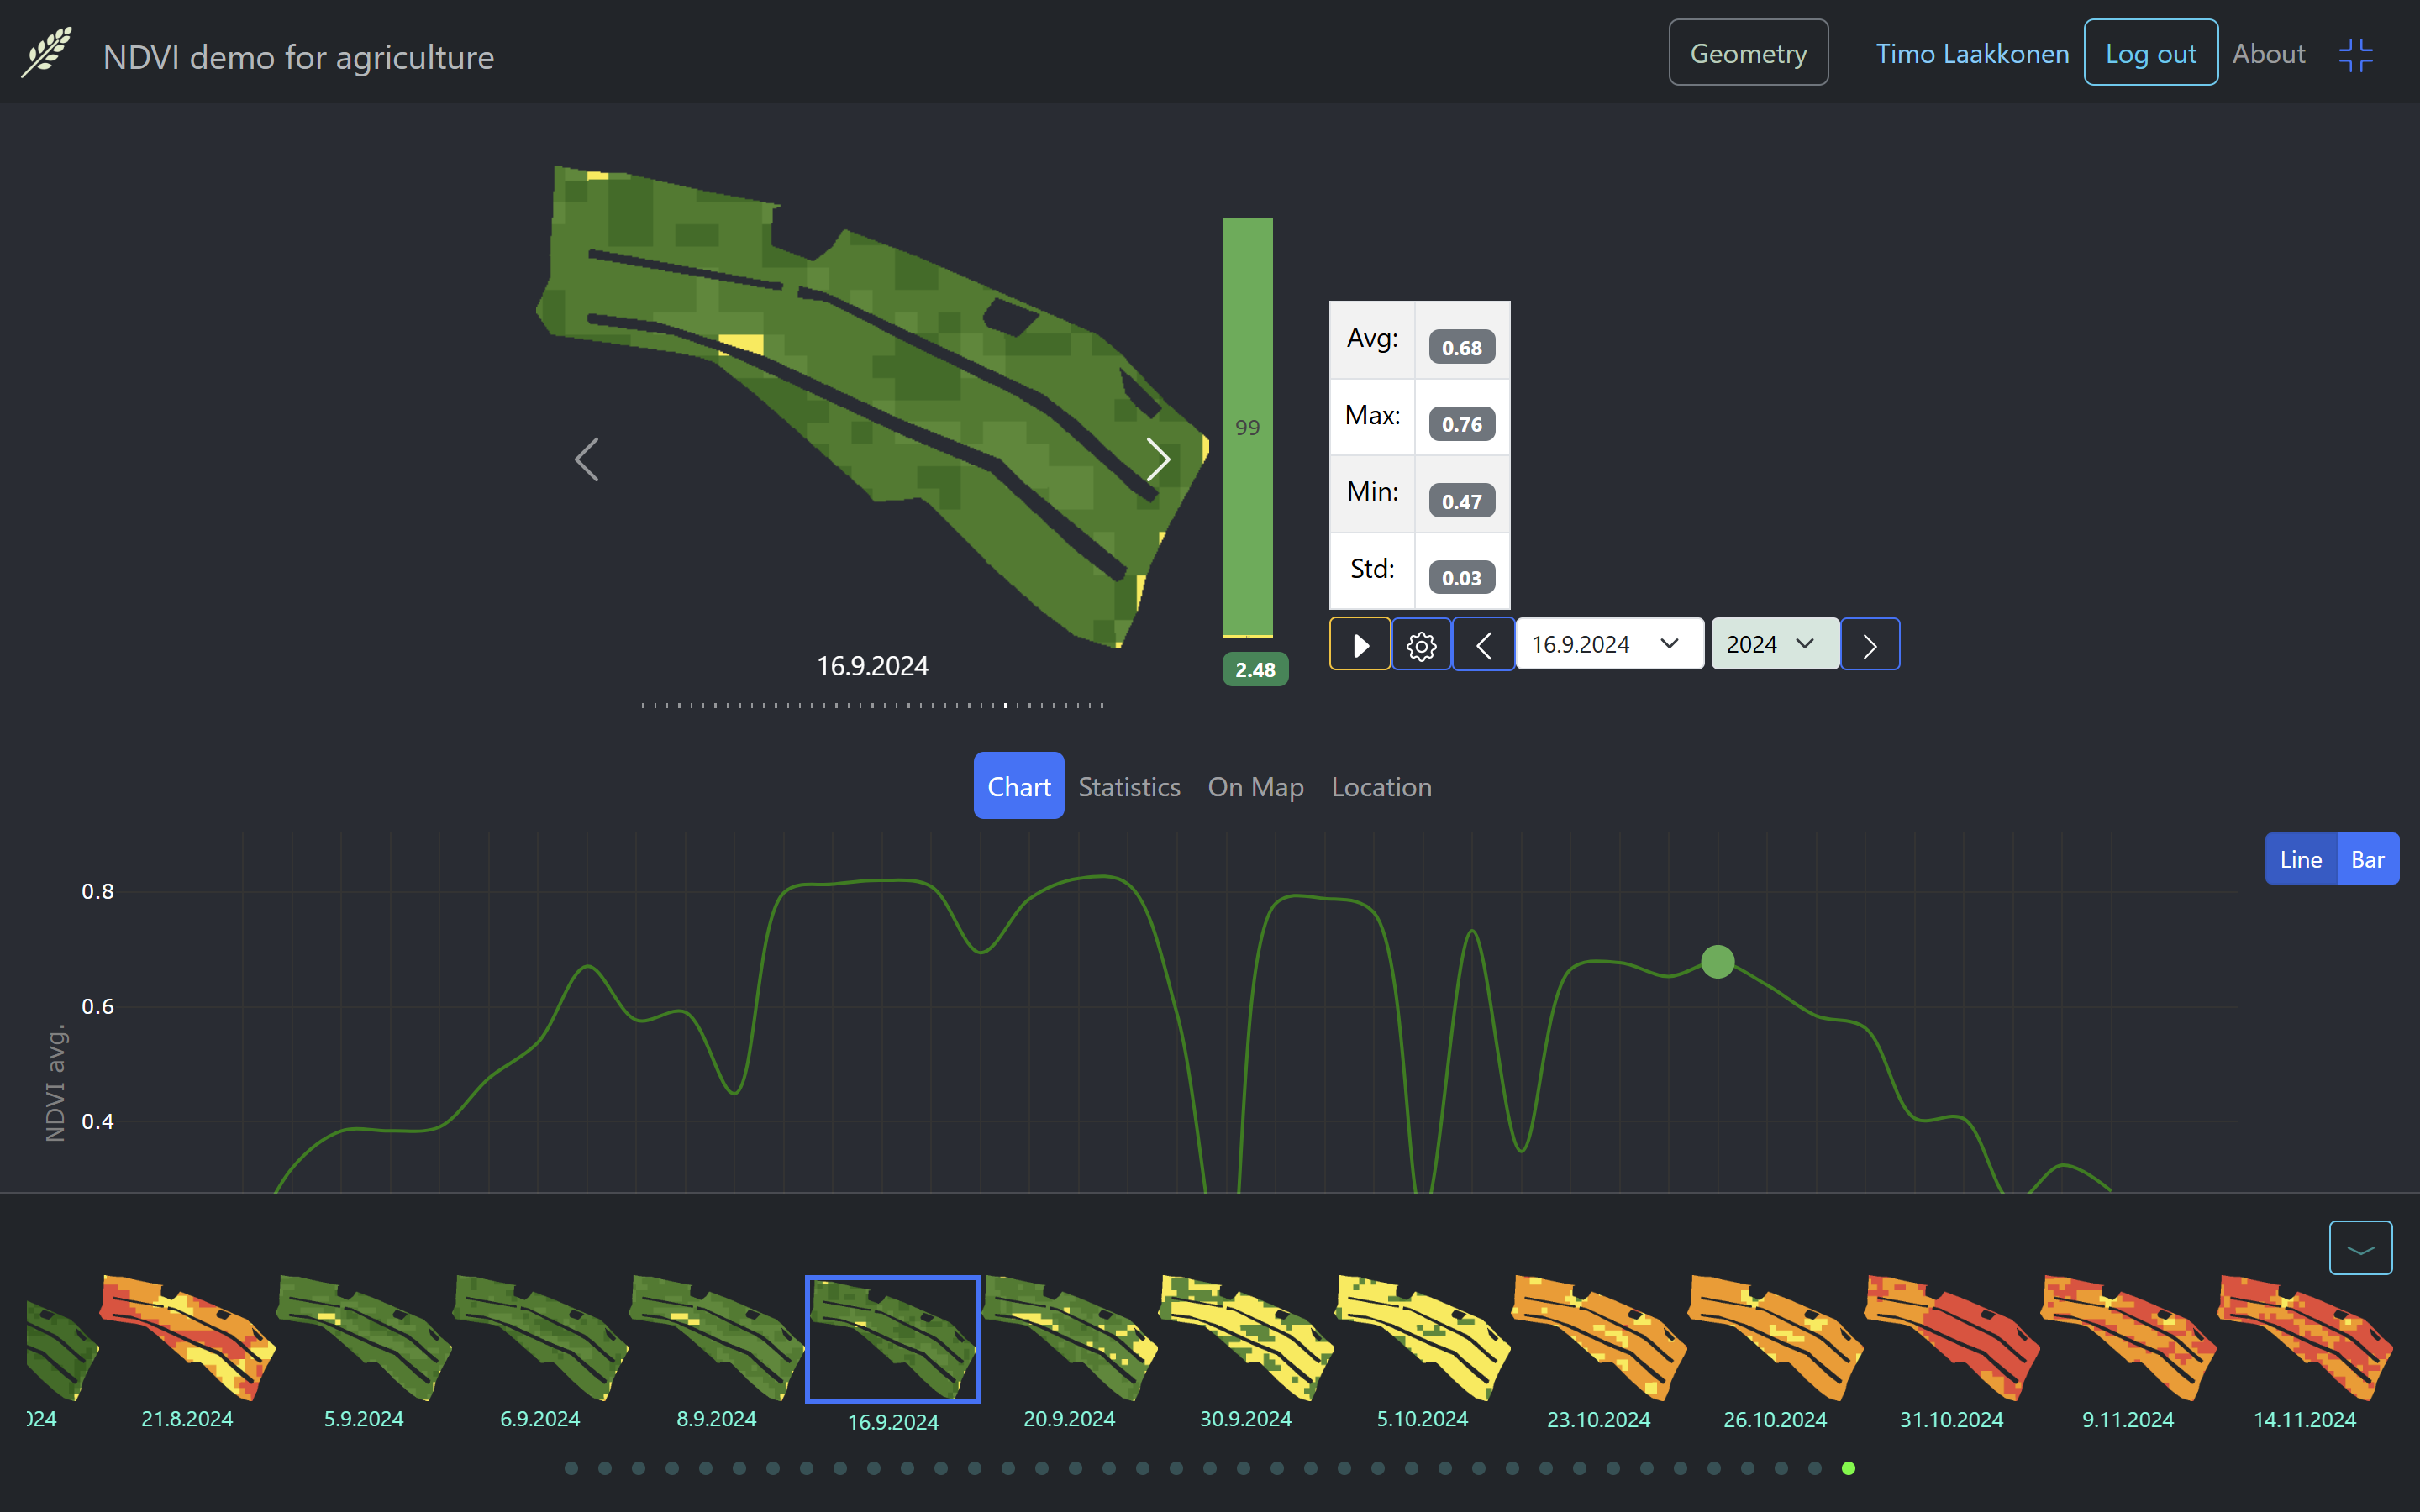 NDVI demo for agriculture
Geometry
Timo Laakkonen
Log out
About
99
2.48
Avg: 0.68
Max: 0.76
Min: 0.47
Std: 0.03
16.9.2024
2024
16.9.2024
Chart
Statistics
On Map
Location
Line
Bar
0.8
0.6
0.4
NDVI avg.
024
21.8.2024
5.9.2024
6.9.2024
8.9.2024
16.9.2024
20.9.2024
30.9.2024
5.10.2024
23.10.2024
26.10.2024
31.10.2024
9.11.2024
14.11.2024